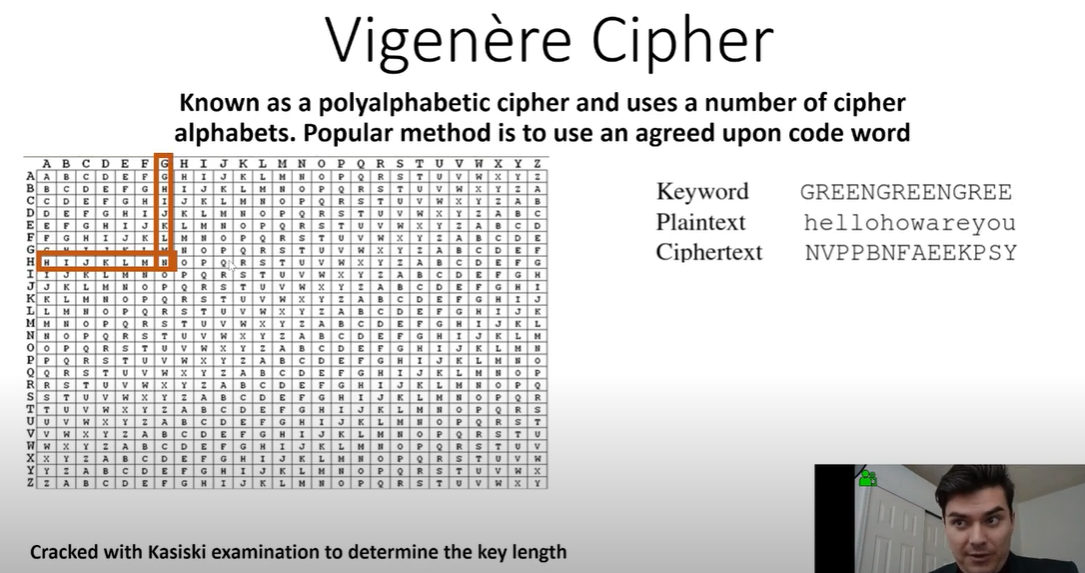 Vigenère Cipher
Known as a polyalphabetic cipher and uses a number of cipher
alphabets. Popular method is to use an agreed upon code word
A B C D E F G H I J K L M N O P Q R S T U V W X Y Z
A A B C D E F G H I J K L M N O P Q R S T U V W X Y Z
B B C D E F G H I J K L M N O P Q R S T U V W X Y Z A
C C D E F G H I J K L M N O P Q R S T U V W X Y Z A B
D D E F G H I J K L M N O P Q R S T U V W X Y Z A B C
E E F G H I J K L M N O P Q R S T U V W X Y Z A B C D
F F G H I J K L M N O P Q R S T U V W X Y Z A B C D E
G G H I J K L M N O P Q R S T U V W X Y Z A B C D E F
H H I J K L M N O P Q R S T U V W X Y Z A B C D E F G
I I J K L M N O P Q R S T U V W X Y Z A B C D E F G H
J J K L M N O P Q R S T U V W X Y Z A B C D E F G H I
K K L M N O P Q R S T U V W X Y Z A B C D E F G H I J
L L M N O P Q R S T U V W X Y Z A B C D E F G H I J K
M M N O P Q R S T U V W X Y Z A B C D E F G H I J K L
N N O P Q R S T U V W X Y Z A B C D E F G H I J K L M
O O P Q R S T U V W X Y Z A B C D E F G H I J K L M N
P P Q R S T U V W X Y Z A B C D E F G H I J K L M N O
Q Q R S T U V W X Y Z A B C D E F G H I J K L M N O P
R R S T U V W X Y Z A B C D E F G H I J K L M N O P Q
S S T U V W X Y Z A B C D E F G H I J K L M N O P Q R
T T U V W X Y Z A B C D E F G H I J K L M N O P Q R S
U U V W X Y Z A B C D E F G H I J K L M N O P Q R S T
V V W X Y Z A B C D E F G H I J K L M N O P Q R S T U
W W X Y Z A B C D E F G H I J K L M N O P Q R S T U V
X X Y Z A B C D E F G H I J K L M N O P Q R S T U V W
Y Y Z A B C D E F G H I J K L M N O P Q R S T U V W X
Z Z A B C D E F G H I J K L M N O P Q R S T U V W X Y
Keyword GREENGREENGREE
Plaintext hellohowareyou
Ciphertext NVPPBNFAEEKPSY
Cracked with Kasiski examination to determine the key length